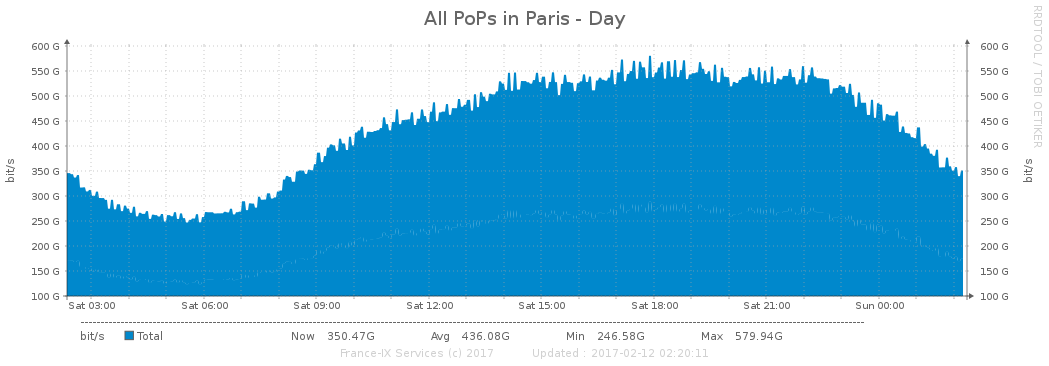 All PoPs in Paris - Day
RRDTOOL / TOBI OETIKER
600 G 600 G
550 G 550 G
500 G 500 G
450 G 450 G
400 G 400 G
350 G 350 G
300 G 300 G
250 G 250 G
200 G 200 G
150 G 150 G
100 G 100 G
bit/s bit/s
Sat 03:00 Sat 06:00 Sat 09:00 Sat 12:00 Sat 15:00 Sat 18:00 Sat 21:00 Sun 00:00
bit/s Total Now 350.47G Avg 436.08G Min 246.58G Max 579.94G
France-IX Services (c) 2017 Updated : 2017-02-12 02:20:11